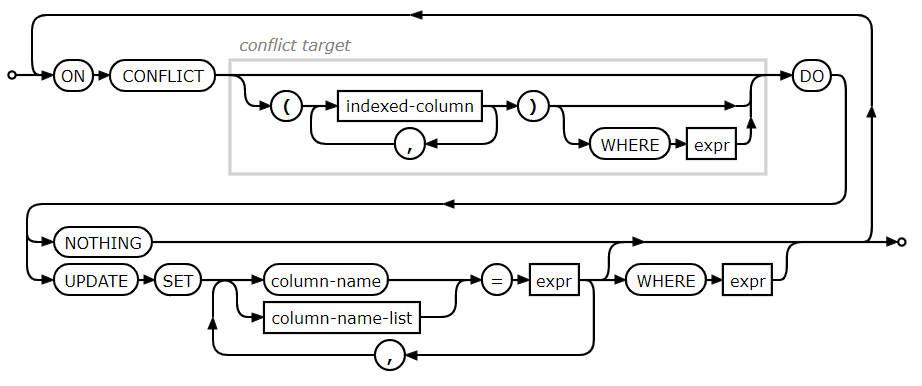 conflict target
ON CONFLICT DO
( indexed-column )
,
WHERE expr
NOTHING
UPDATE SET column-name = expr WHERE expr
column-name-list
,